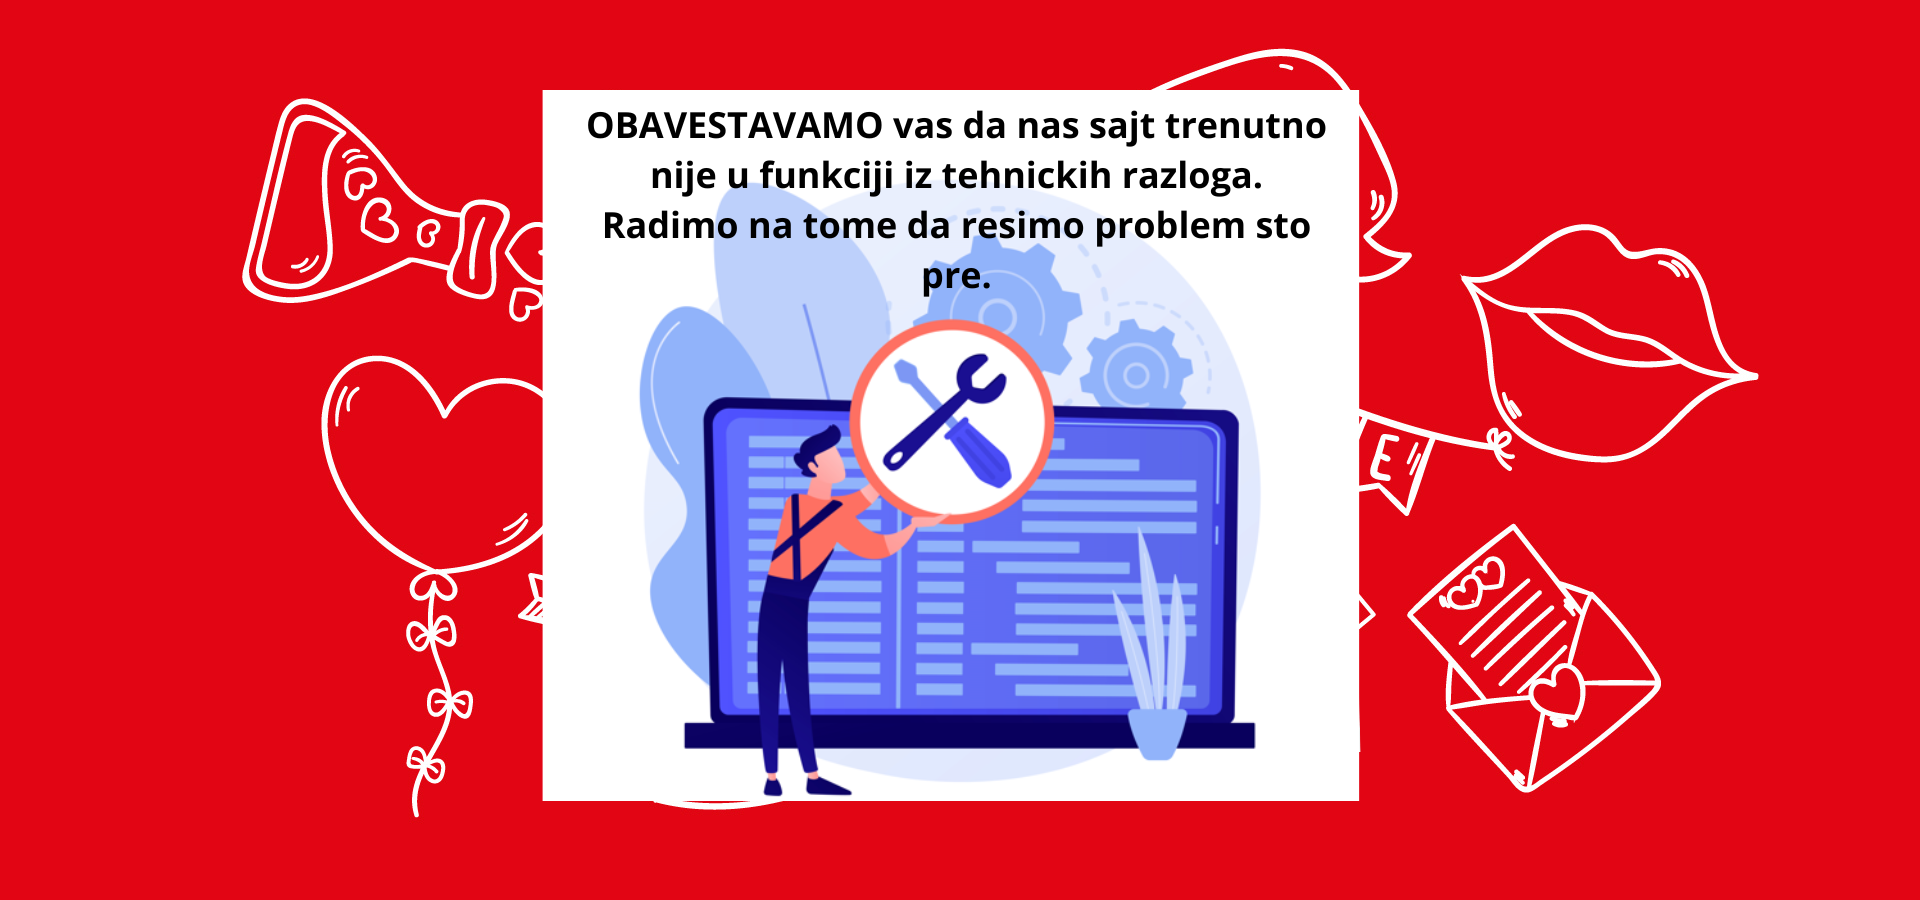 OBAVESTAVAMO vas da nas sajt trenutno
nije u funkciji iz tehnickih razloga.
Radimo na tome da resimo problem sto
pre.
E